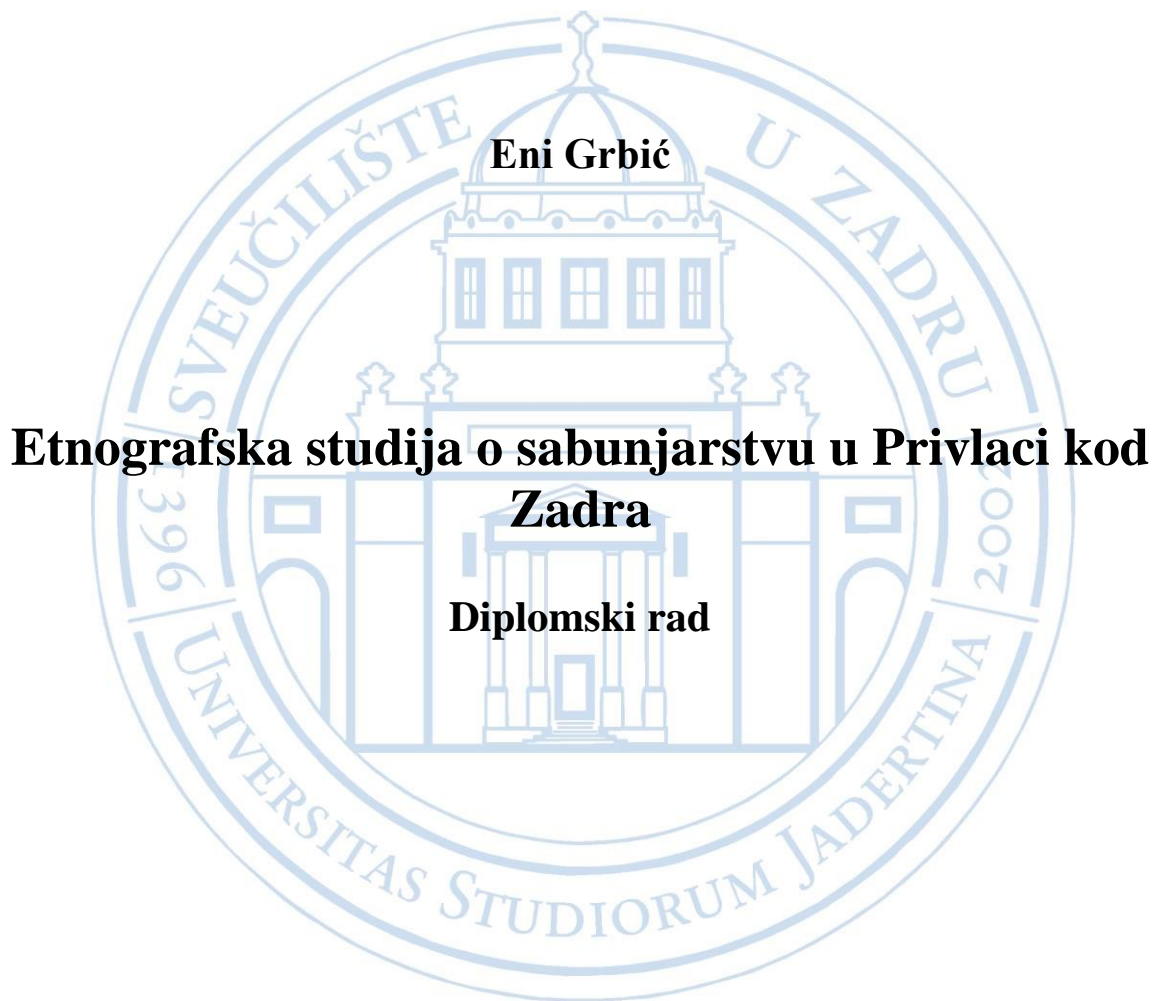 SVEUČILIŠTE U ZADRU
Eni Grbić
Etnografska studija o sabunjarstvu u Privlaci kod
Zadra
1396
2002
Diplomski rad
UNIVERSITAS STUDIORUM JADERTINA